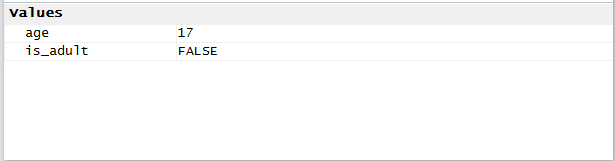 Values
age 17
is_adult FALSE